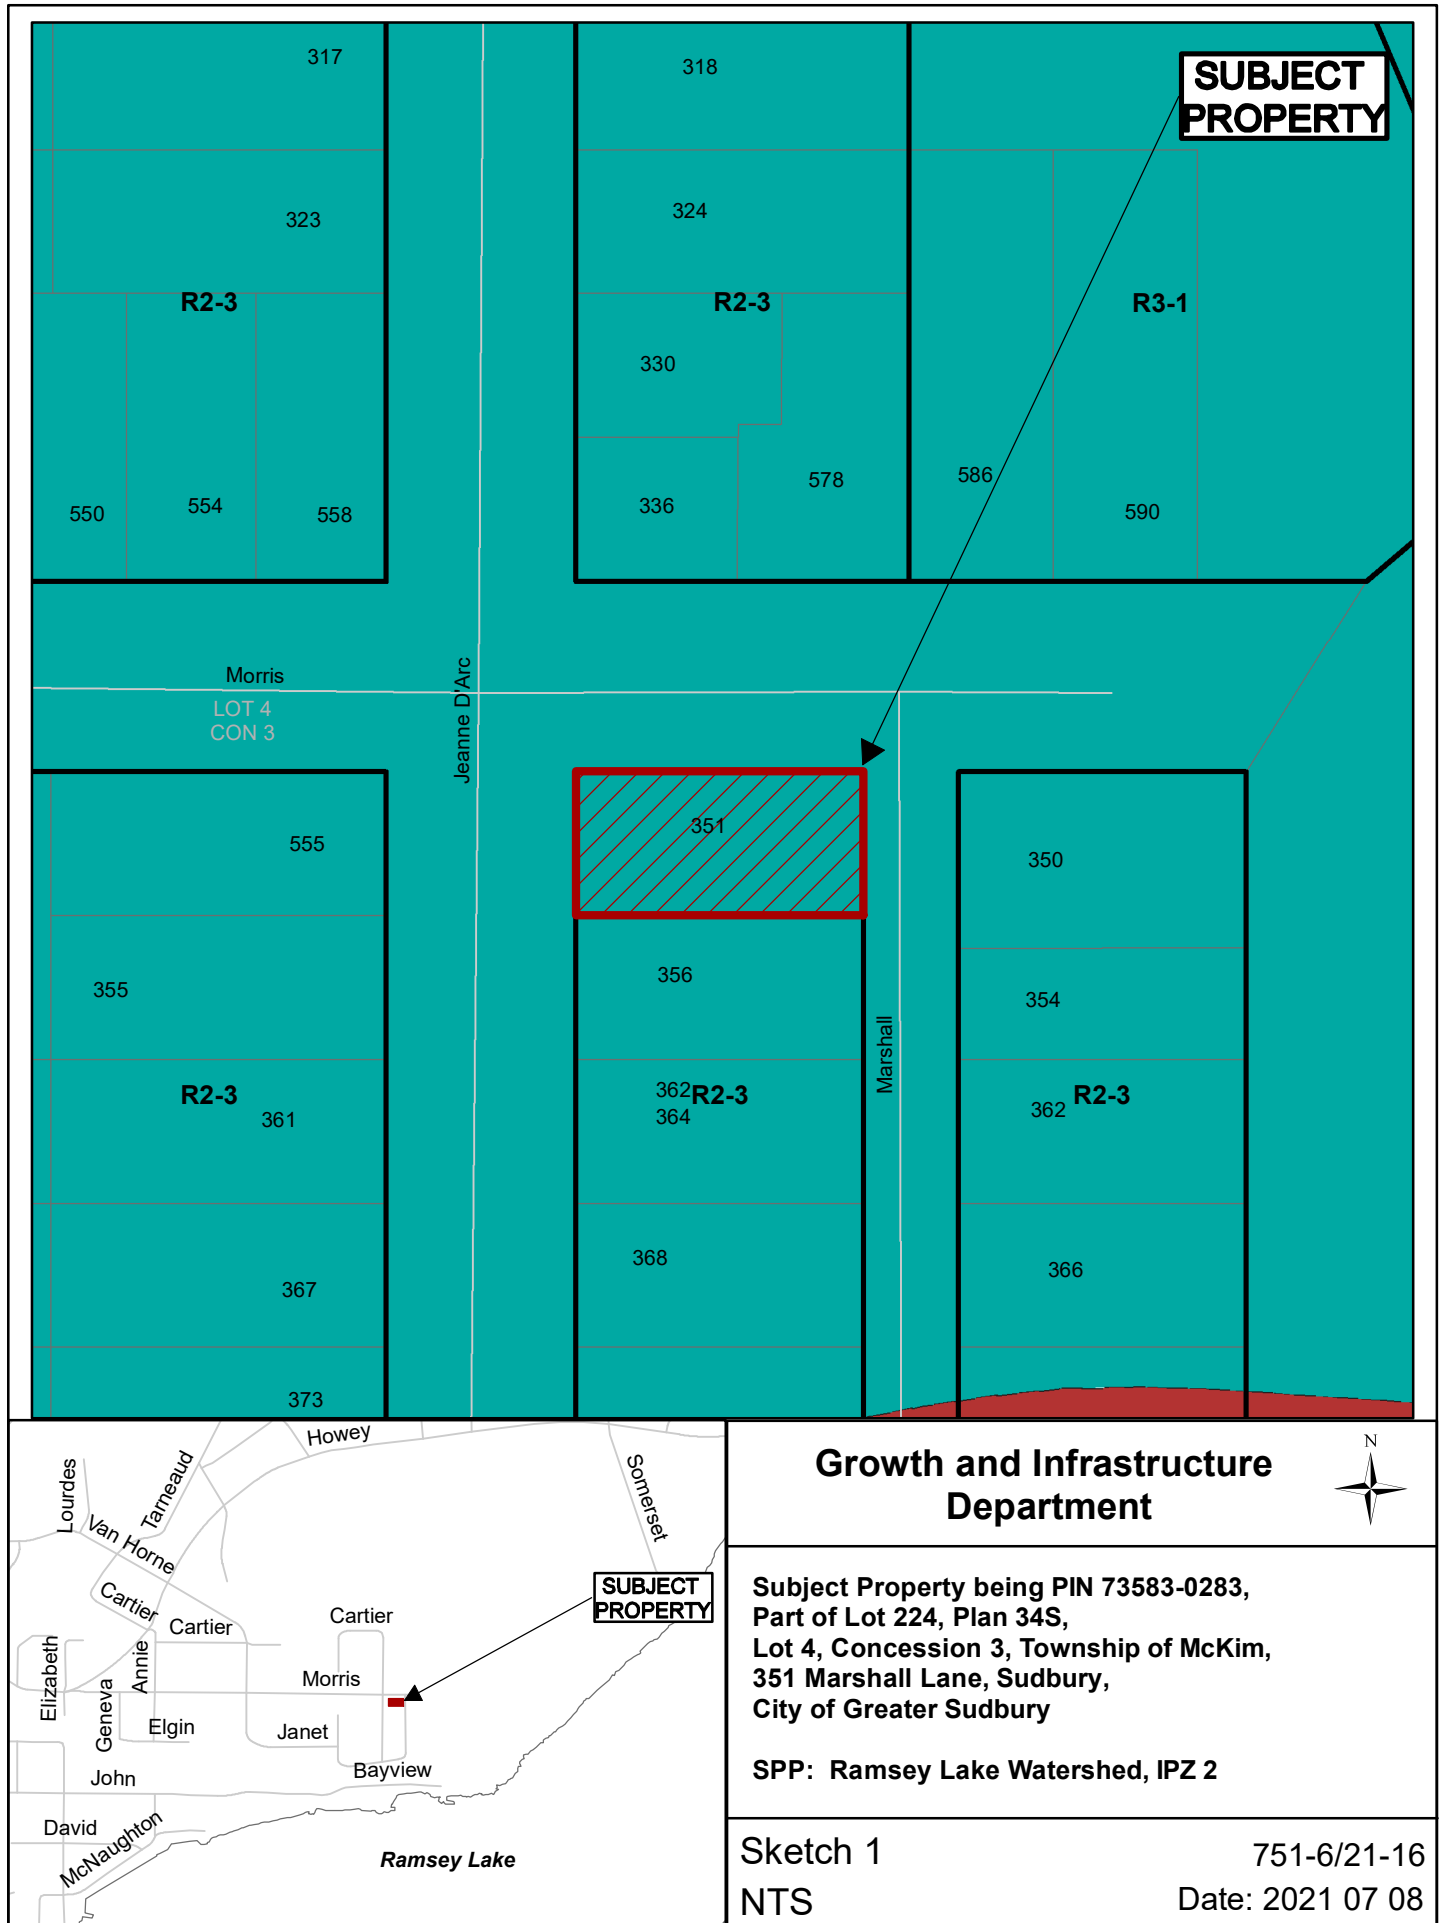 317
318
SUBJECT
PROPERTY
323
324
R2-3
R2-3
R3-1
330
550
554
558
336
578
586
590
Morris
LOT 4
CON 3
Jeanne D'Arc
351
555
350
355
356
354
Marshall
R2-3
361
362
364
R2-3
362
R2-3
367
368
366
373
Howey
Lourdes
Tarneaud
Van Horne
Somerset
Cartier
Cartier
Cartier
SUBJECT
PROPERTY
Elizabeth
Annie
Geneva
Morris
Elgin
Janet
John
Bayview
David
McNaughton
Ramsey Lake
Growth and Infrastructure
Department
N
Subject Property being PIN 73583-0283,
Part of Lot 224, Plan 34S,
Lot 4, Concession 3, Township of McKim,
351 Marshall Lane, Sudbury,
City of Greater Sudbury
SPP: Ramsey Lake Watershed, IPZ 2
Sketch 1
NTS
751-6/21-16
Date: 2021 07 08